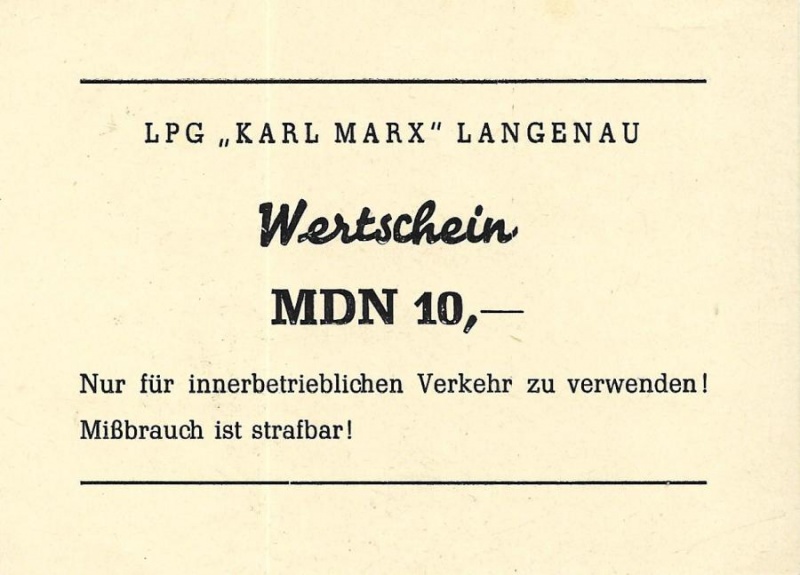 LPG „KARL MARX“ LANGENAU
Wertschein
MDN 10,—
Nur für innerbetrieblichen Verkehr zu verwenden!
Mißbrauch ist strafbar!